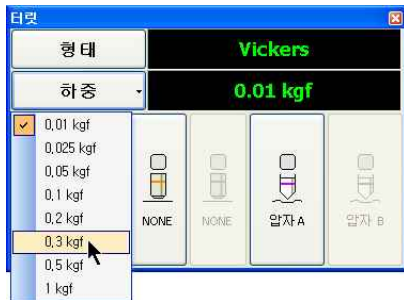 터릿
형태 Vickers
하중 0.01 kgf
0,01 kgf
0,025 kgf
0,05 kgf
0,1 kgf
0,2 kgf
0,3 kgf
0,5 kgf
1 kgf
NONE NONE 압자 A 압자 B